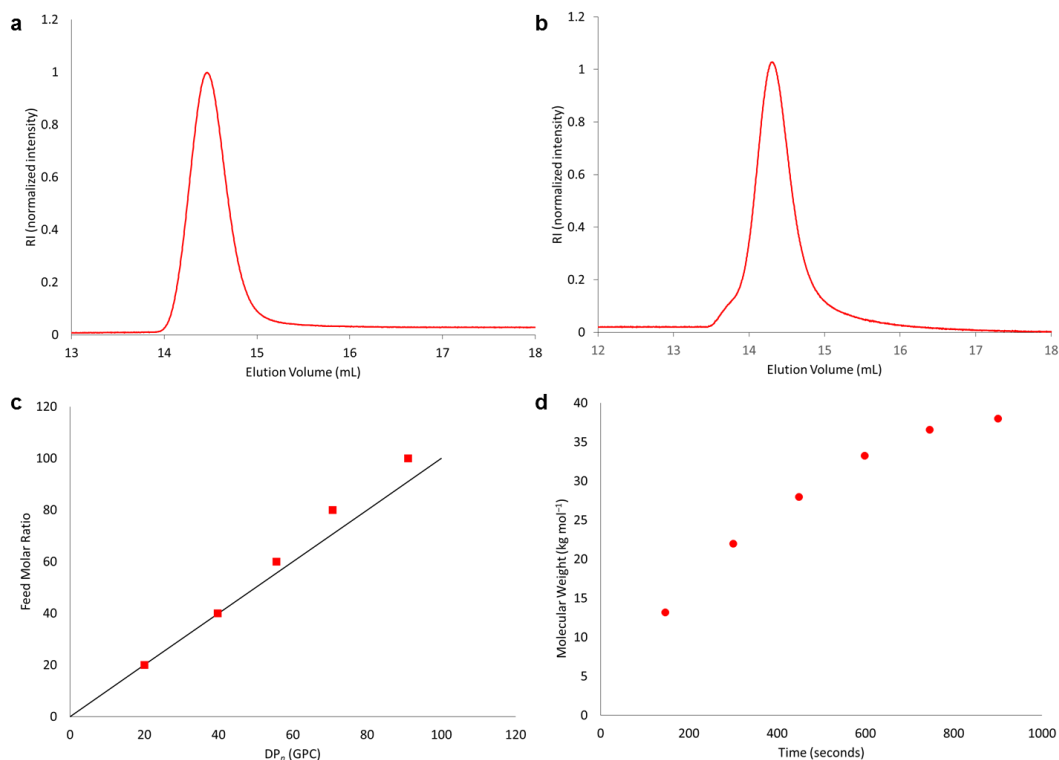 a
1.2
1
0.8
0.6
0.4
0.2
0
13 14 15 16 17 18
RI (normalized intensity)
Elution Volume (mL)
b
1.2
1
0.8
0.6
0.4
0.2
0
12 13 14 15 16 17 18
RI (normalized intensity)
Elution Volume (mL)
c
120
100
80
60
40
20
0
0 20 40 60 80 100 120
Feed Molar Ratio
DPₙ (GPC)
d
40
35
30
25
20
15
10
5
0
0 200 400 600 800 1000
Molecular Weight (kg mol⁻¹)
Time (seconds)